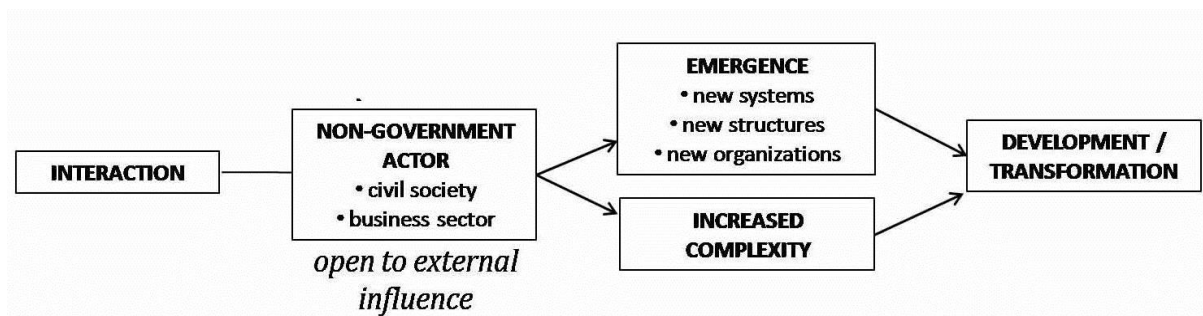 INTERACTION
NON-GOVERNMENT
ACTOR
• civil society
• business sector
open to external
influence
EMERGENCE
• new systems
• new structures
• new organizations
INCREASED
COMPLEXITY
DEVELOPMENT /
TRANSFORMATION